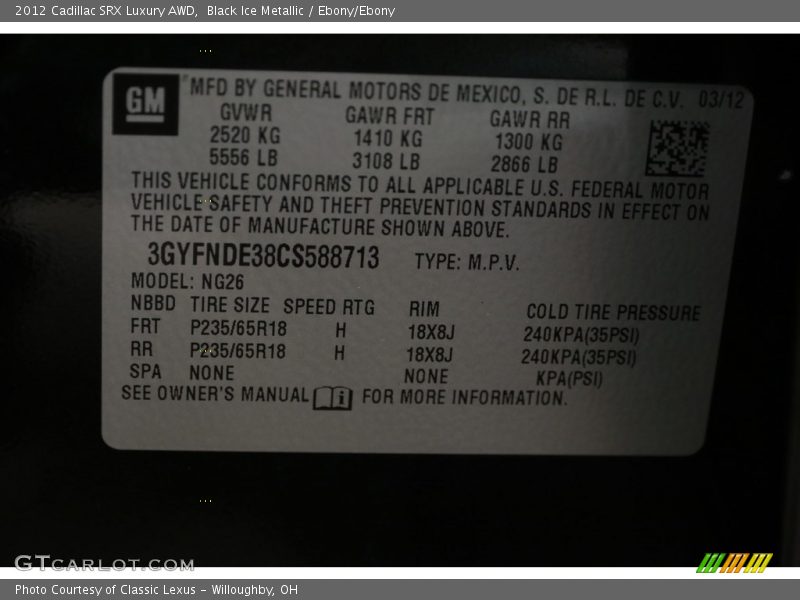 2012 Cadillac SRX Luxury AWD, Black Ice Metallic / Ebony/Ebony
GM MFD BY GENERAL MOTORS DE MEXICO, S. DE R.L. DE C.V. 03/12
GVWR GAWR FRT GAWR RR
2520 KG 1410 KG 1300 KG
5556 LB 3108 LB 2866 LB
THIS VEHICLE CONFORMS TO ALL APPLICABLE U.S. FEDERAL MOTOR
VEHICLE SAFETY AND THEFT PREVENTION STANDARDS IN EFFECT ON
THE DATE OF MANUFACTURE SHOWN ABOVE.
3GYFNDE38CS588713 TYPE: M.P.V.
MODEL: NG26
NBBD TIRE SIZE SPEED RTG RIM COLD TIRE PRESSURE
FRT P235/65R18 H 18X8J 240KPA(35PSI)
RR P235/65R18 H 18X8J 240KPA(35PSI)
SPA NONE NONE KPA(PSI)
SEE OWNER'S MANUAL i FOR MORE INFORMATION.
GTCARLOT.COM
Photo Courtesy of Classic Lexus - Willoughby, OH